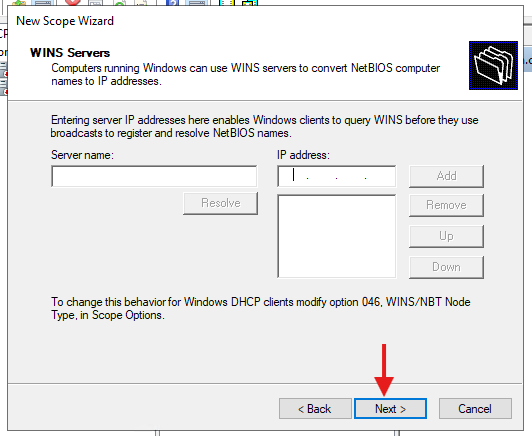 New Scope Wizard
WINS Servers
Computers running Windows can use WINS servers to convert NetBIOS computer
names to IP addresses.
Entering server IP addresses here enables Windows clients to query WINS before they use
broadcasts to register and resolve NetBIOS names.
Server name:
IP address:
. . .
Add
Resolve
Remove
Up
Down
To change this behavior for Windows DHCP clients modify option 046, WINS/NBT Node
Type, in Scope Options.
< Back
Next >
Cancel